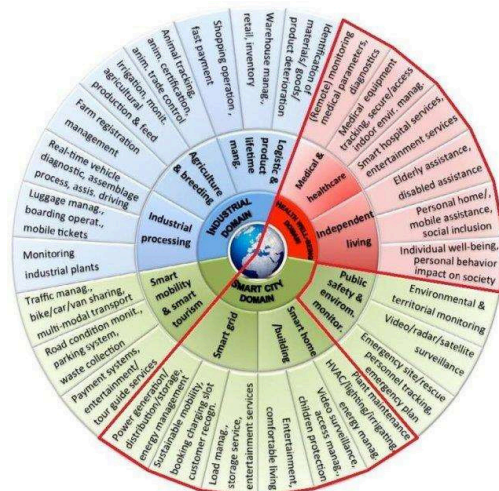 Identification of
materials/ goods/
product deterioration
Warehouse manag.,
retail, inventory
Shopping operation ,
fast payment
Animal tracking,
anim. certification,
anim. trade control
irrigation, monit.
agricultural
production & feed
Farm registration
management
Real-time vehicle
diagnostic, assemblage
process, assis. driving
Luggage manag.,
boarding operat.,
mobile tickets
Monitoring
industrial plants
Logistic &
product
lifetime
mang.
Agriculture
& breeding
Industrial
processing
INDUSTRIAL
DOMAIN
(Remote) monitoring
medical parameters,
diagnostics
Medical equipment
tracking, secure/access
indoor envir. manag.
Smart hospital services,
entertainment services
Elderly assistance,
disabled assistance
Personal home/,
mobile assistance,
social inclusion
Individual well-being,
personal behavior
impact on society
Medical &
healthcare
Independent
living
HEALTH WELL-BEING
DOMAIN
Public
safety &
environ.
monitor.
Environmental &
territorial monitoring
Video/radar/satellite
surveillance
Emergency site/rescue
personnel tracking,
emergency plan
Smart home
/building
Plant maintenance
HVAC/lighting/irrigating
energy manag.
Video surveillance,
access manag.,
children protection
Entertainment,
comfortable living
Smart grid
Load manag.,
storage service,
entertainment services
Sustainable mobility,
booking charging slot
customer recogn.
Power generation/
distribution/storage,
energy management
Smart
mobility
& smart
tourism
Payment systems,
entertainment/
tour guide services
Road condition monit.,
parking system,
waste collection
Traffic manag.,
bike/car/van sharing,
multi-modal transport
SMART CITY
DOMAIN